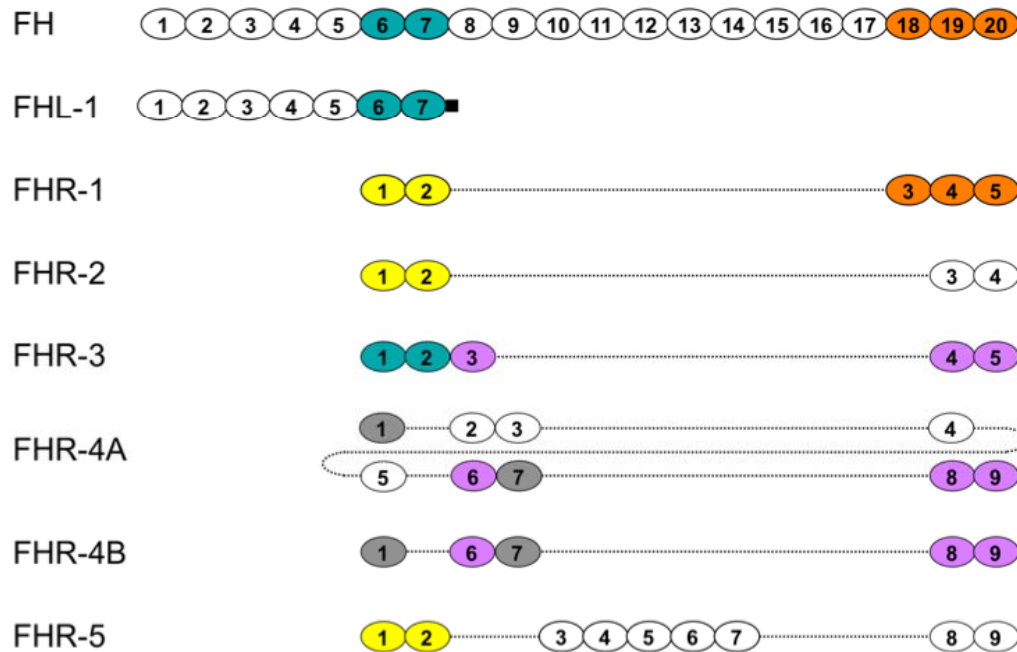 FH 1 2 3 4 5 6 7 8 9 10 11 12 13 14 15 16 17 18 19 20
FHL-1 1 2 3 4 5 6 7
FHR-1 1 2 3 4 5
FHR-2 1 2 3 4
FHR-3 1 2 3 4 5
1 2 3 4
FHR-4A
5 6 7 8 9
FHR-4B 1 6 7 8 9
FHR-5 1 2 3 4 5 6 7 8 9